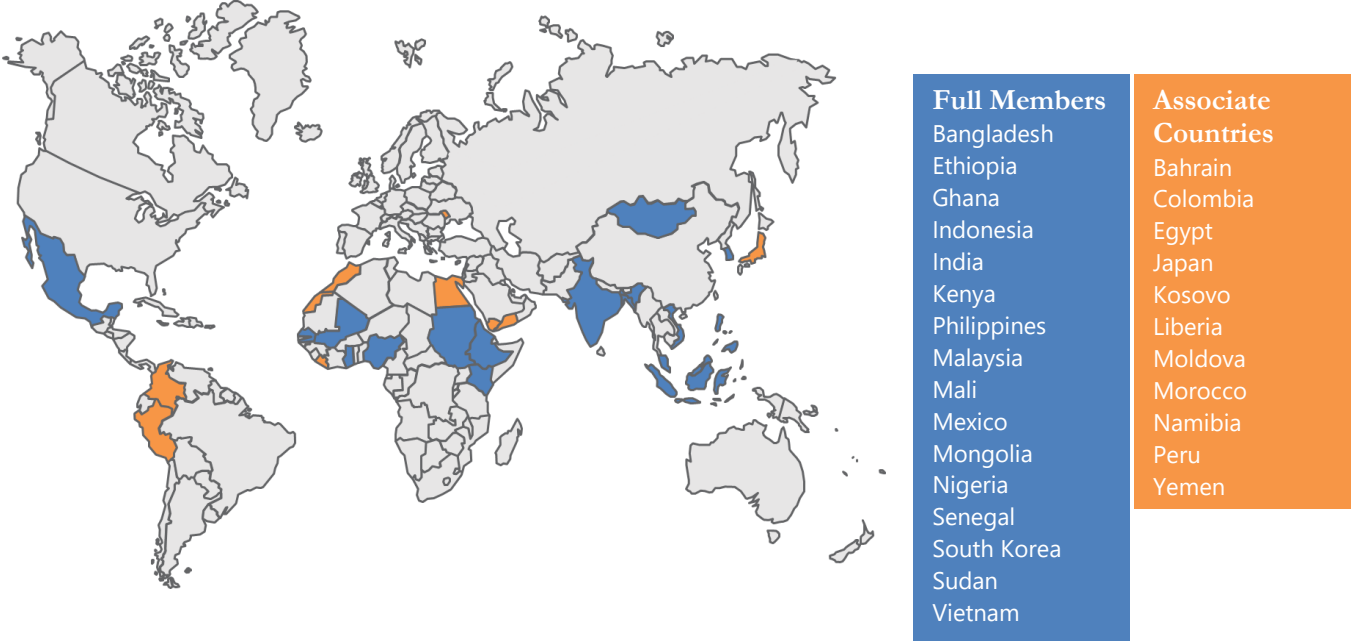 Full Members
Bangladesh
Ethiopia
Ghana
Indonesia
India
Kenya
Philippines
Malaysia
Mali
Mexico
Mongolia
Nigeria
Senegal
South Korea
Sudan
Vietnam
Associate
Countries
Bahrain
Colombia
Egypt
Japan
Kosovo
Liberia
Moldova
Morocco
Namibia
Peru
Yemen